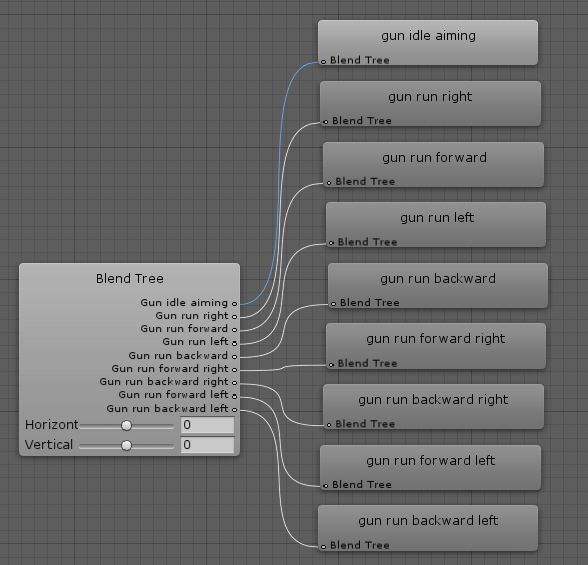 gun idle aiming
Blend Tree
gun run right
Blend Tree
gun run forward
Blend Tree
gun run left
Blend Tree
gun run backward
Blend Tree
gun run forward right
Blend Tree
gun run backward right
Blend Tree
gun run forward left
Blend Tree
gun run backward left
Blend Tree
Blend Tree
Gun idle aiming
Gun run right
Gun run forward
Gun run left
Gun run backward
Gun run forward right
Gun run backward right
Gun run forward left
Gun run backward left
Horizont 0
Vertical 0